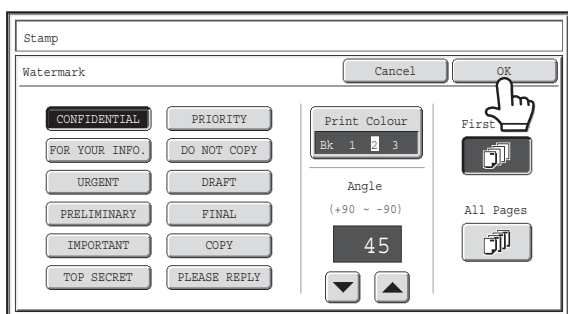 Stamp
Watermark
Cancel
OK
CONFIDENTIAL
PRIORITY
FOR YOUR INFO.
DO NOT COPY
URGENT
DRAFT
PRELIMINARY
FINAL
IMPORTANT
COPY
TOP SECRET
PLEASE REPLY
Print Colour
Bk 1 2 3
Angle
(+90 ~ -90)
45
First
All Pages